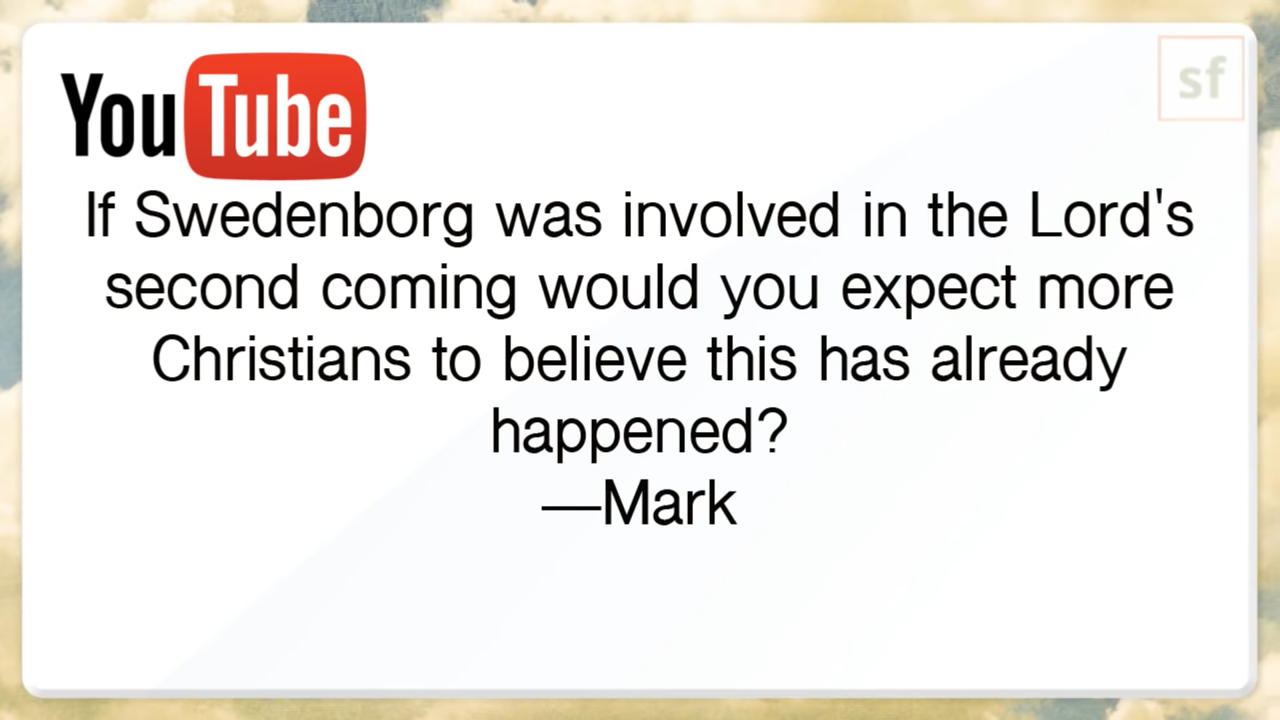 YouTube
sf
If Swedenborg was involved in the Lord's
second coming would you expect more
Christians to believe this has already
happened?
—Mark